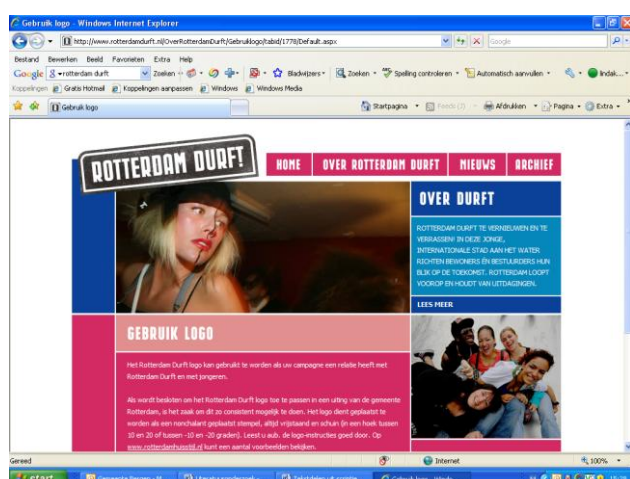 Gebruik logo - Windows Internet Explorer
http://www.rotterdamdurft.nl/OverRotterdamDurft/Gebruiklogo/tabid/1778/Default.aspx
Google
Bestand Bewerken Beeld Favorieten Extra Help
Google rotterdam durft Zoeken Bladwijzers Zoeken Spelling controleren Automatisch aanvullen Indak...
Koppelingen Gratis Hotmail Koppelingen aanpassen Windows Windows Media
Gebruik logo Startpagina Feeds Afdrukken Pagina Extra
ROTTERDAM DURFT!
HOME OVER ROTTERDAM DURFT NIEUWS ARCHIEF
OVER DURFT
ROTTERDAM DURFT TE VERNIEUWEN EN TE
VERRASSEN! IN DEZE JONGE,
INTERNATIONALE STAD AAN HET WATER
RICHTEN BEWONERS ÉN BESTUURDERS HUN
BLIK OP DE TOEKOMST. ROTTERDAM LOOPT
VOOROP EN HOUDT VAN UITDAGINGEN.
LEES MEER
GEBRUIK LOGO
Het Rotterdam Durft logo kan gebruikt te worden als uw campagne een relatie heeft met
Rotterdam Durft en met jongeren.
Als wordt besloten om het Rotterdam Durft logo toe te passen in een uiting van de gemeente
Rotterdam, is het zaak om dit zo consistent mogelijk te doen. Het logo dient geplaatst te
worden als een nonchalant geplaatst stempel, altijd vrijstaand en schuin (in een hoek tussen
10 en 20 of tussen -10 en -20 graden). Leest u aub. de logo-instructies goed door. Op
www.rotterdamhuisstijl.nl kunt een aantal voorbeelden bekijken.
Gereed Internet 100%
start